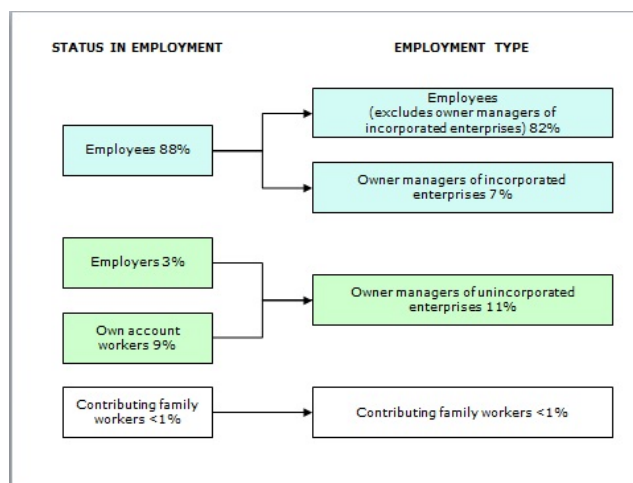 STATUS IN EMPLOYMENT
EMPLOYMENT TYPE
Employees 88%
Employees
(excludes owner managers of
incorporated enterprises) 82%
Owner managers of incorporated
enterprises 7%
Employers 3%
Own account
workers 9%
Owner managers of unincorporated
enterprises 11%
Contributing family
workers <1%
Contributing family workers <1%